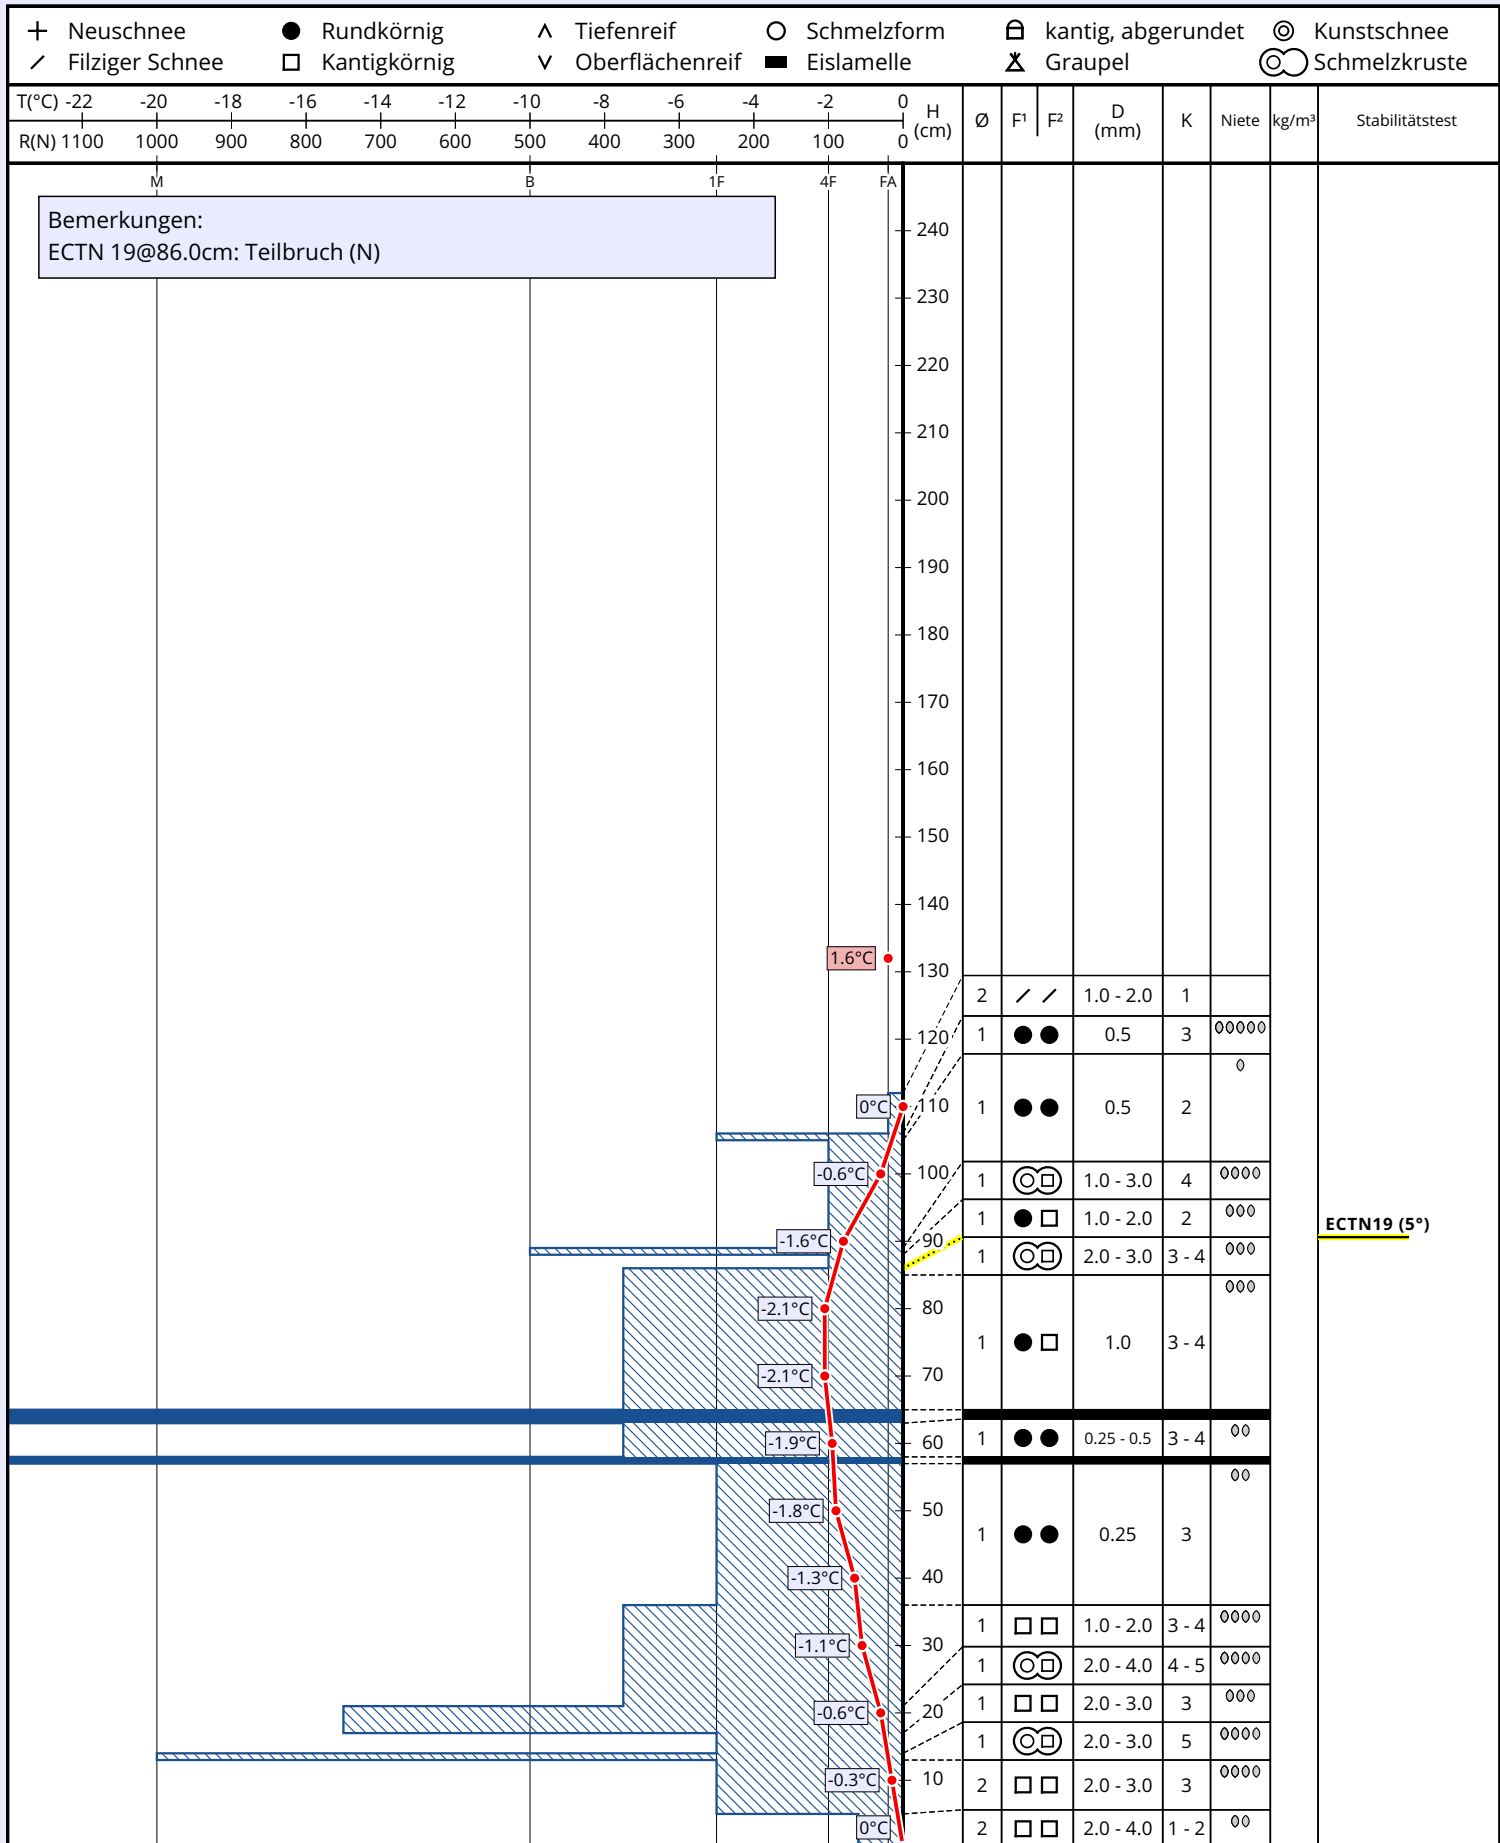 Neuschnee Rundkörnig Tiefenreif Schmelzform kantig, abgerundet Kunstschnee
Filziger Schnee Kantigkörnig Oberflächenreif Eislamelle Graupel Schmelzkruste
T(°C) -22 -20 -18 -16 -14 -12 -10 -8 -6 -4 -2 0
R(N) 1100 1000 900 800 700 600 500 400 300 200 100 0
H (cm) Ø F¹ F² D (mm) K Niete kg/m³ Stabilitätstest
M B 1F 4F FA
Bemerkungen:
ECTN 19@86.0cm: Teilbruch (N)
240
230
220
210
200
190
180
170
160
150
140
1.6°C
130
2 1.0 - 2.0 1
120 1 0.5 3
0°C 110 1 0.5 2
-0.6°C 100 1 1.0 - 3.0 4
1 1.0 - 2.0 2
ECTN19 (5°)
-1.6°C 90
1 2.0 - 3.0 3 - 4
-2.1°C 80
1 1.0 3 - 4
-2.1°C 70
-1.9°C 60 1 0.25 - 0.5 3 - 4
-1.8°C 50
1 0.25 3
-1.3°C 40
1 1.0 - 2.0 3 - 4
-1.1°C 30
1 2.0 - 4.0 4 - 5
1 2.0 - 3.0 3
-0.6°C 20
1 2.0 - 3.0 5
-0.3°C 10 2 2.0 - 3.0 3
0°C 2 2.0 - 4.0 1 - 2